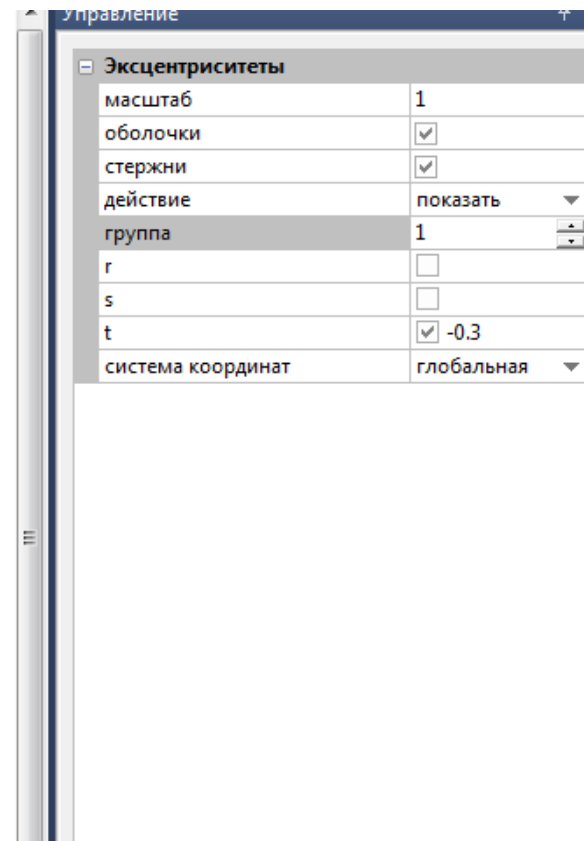 Управление
Эксцентриситеты
масштаб 1
оболочки
стержни
действие показать
группа 1
r
s
t -0.3
система координат глобальная